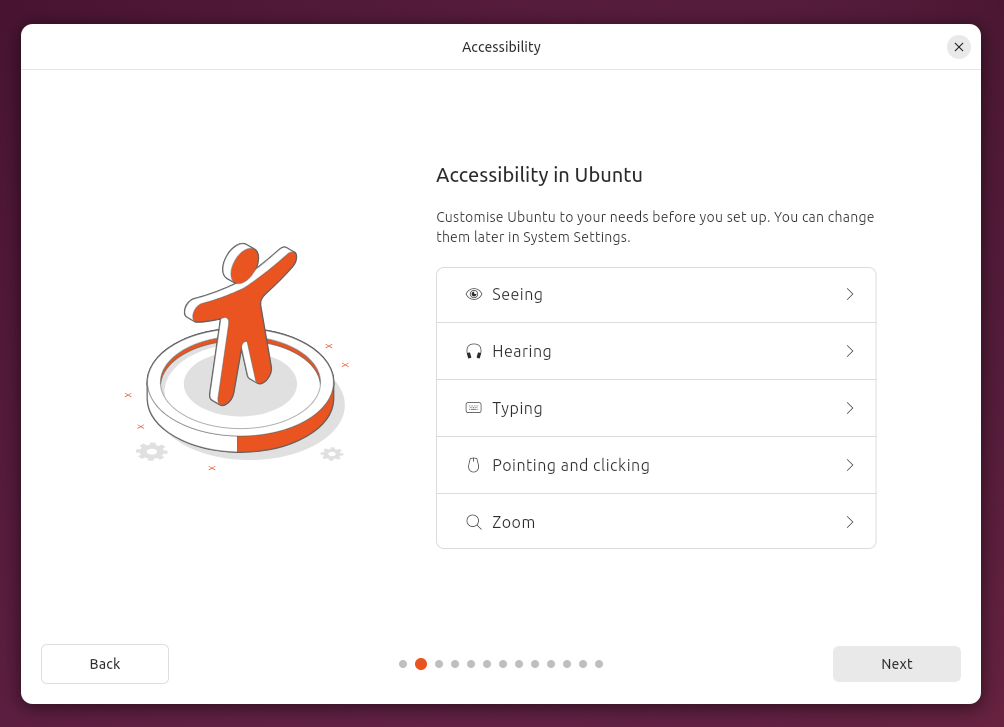 Accessibility
Accessibility in Ubuntu
Customise Ubuntu to your needs before you set up. You can change
them later in System Settings.
Seeing
Hearing
Typing
Pointing and clicking
Zoom
Back
Next